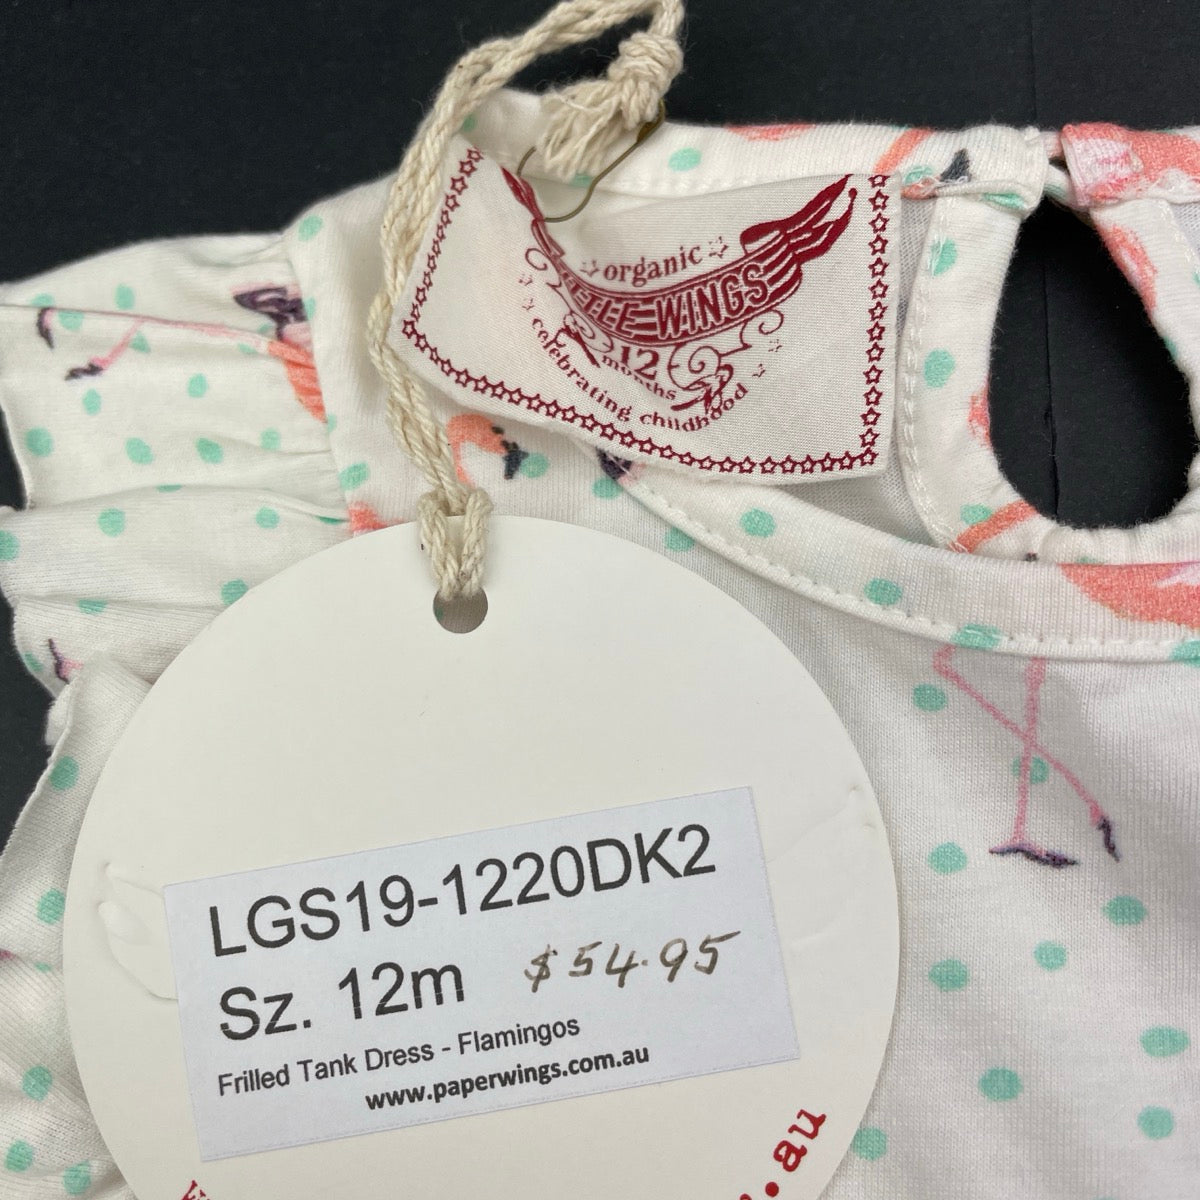 organic
LITTLE WINGS
12
months
celebrating childhood
LGS19-1220DK2
Sz. 12m $54.95
Frilled Tank Dress - Flamingos
www.paperwings.com.au
.au